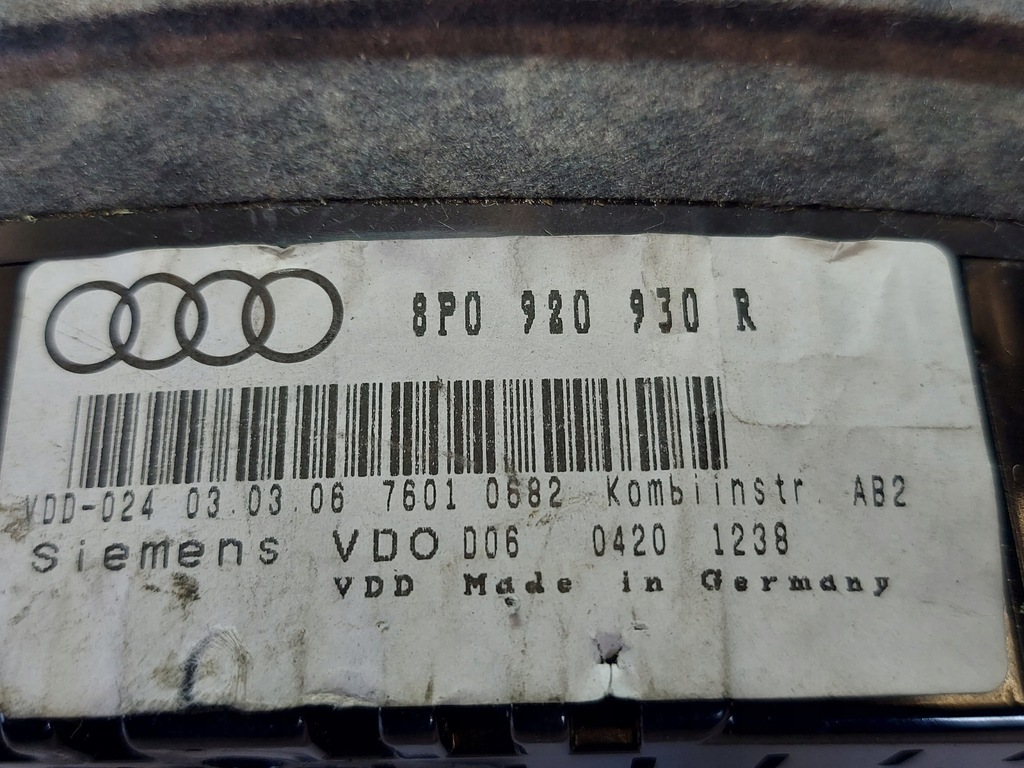 8P0 920 930 R
VDD-024 03.03.06 7601 0682 Kombiinstr. AB2
Siemens VDO D06 0420 1238
VDD Made in Germany